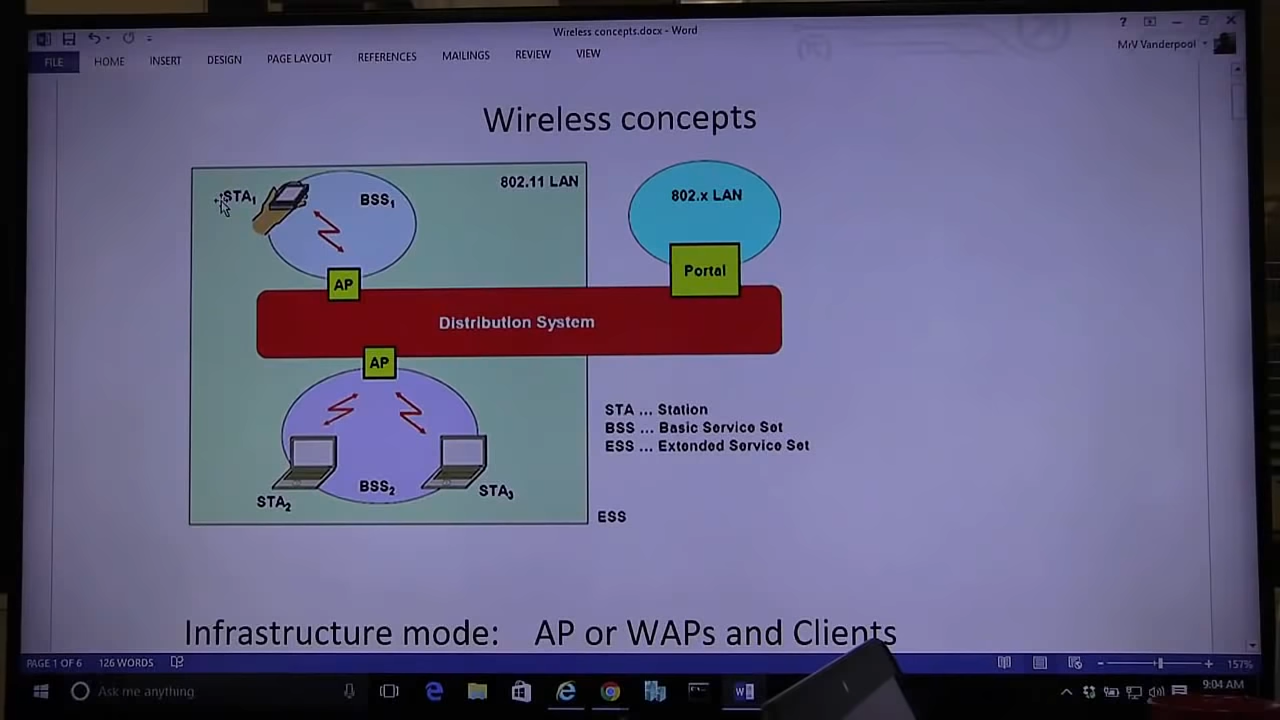 Wireless concepts.docx - Word
MrV Vanderpool
FILE HOME INSERT DESIGN PAGE LAYOUT REFERENCES MAILINGS REVIEW VIEW
Wireless concepts
802.11 LAN
STA1
BSS1
802.x LAN
AP
Portal
Distribution System
AP
STA ... Station
BSS ... Basic Service Set
ESS ... Extended Service Set
BSS2
STA2
STA3
ESS
Infrastructure mode: AP or WAPs and Clients
PAGE 1 OF 6 126 WORDS
157%
Ask me anything
9:04 AM